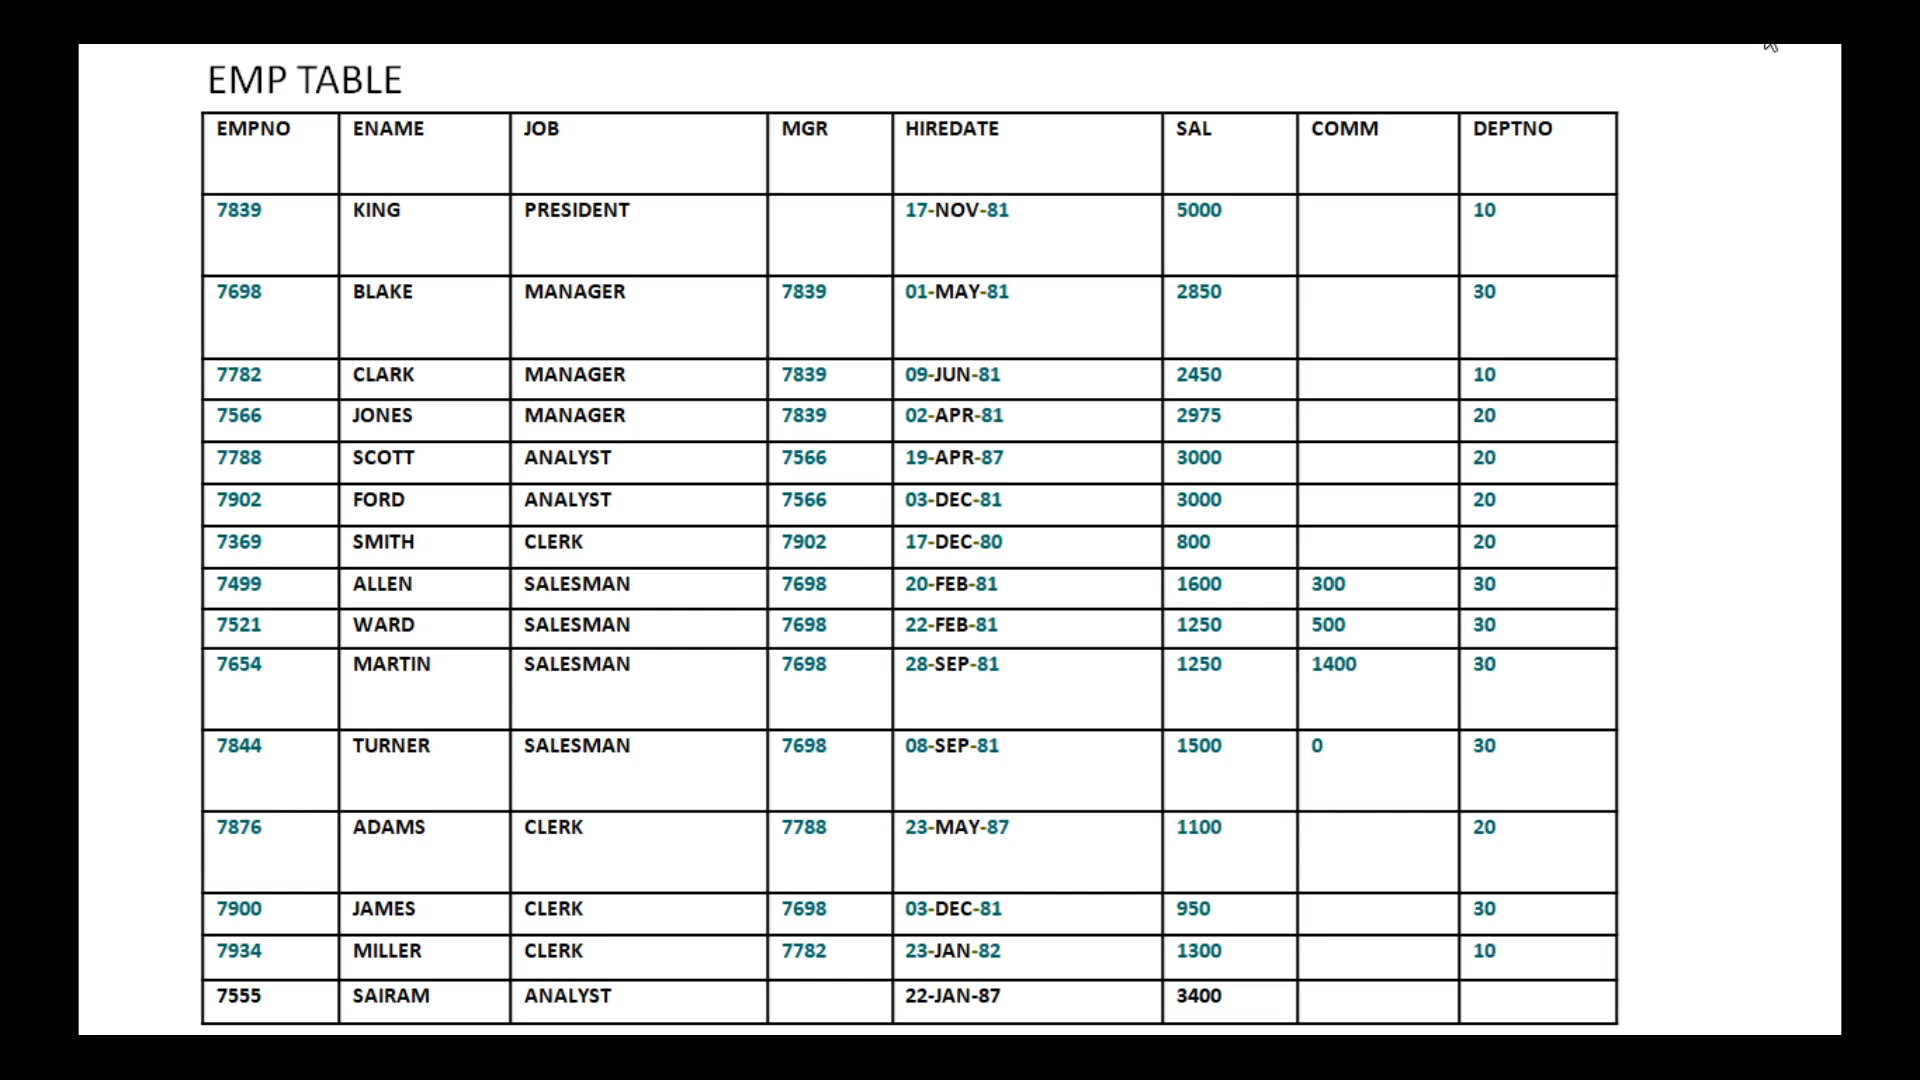 EMP TABLE
EMPNO ENAME JOB MGR HIREDATE SAL COMM DEPTNO
7839 KING PRESIDENT 17-NOV-81 5000 10
7698 BLAKE MANAGER 7839 01-MAY-81 2850 30
7782 CLARK MANAGER 7839 09-JUN-81 2450 10
7566 JONES MANAGER 7839 02-APR-81 2975 20
7788 SCOTT ANALYST 7566 19-APR-87 3000 20
7902 FORD ANALYST 7566 03-DEC-81 3000 20
7369 SMITH CLERK 7902 17-DEC-80 800 20
7499 ALLEN SALESMAN 7698 20-FEB-81 1600 300 30
7521 WARD SALESMAN 7698 22-FEB-81 1250 500 30
7654 MARTIN SALESMAN 7698 28-SEP-81 1250 1400 30
7844 TURNER SALESMAN 7698 08-SEP-81 1500 0 30
7876 ADAMS CLERK 7788 23-MAY-87 1100 20
7900 JAMES CLERK 7698 03-DEC-81 950 30
7934 MILLER CLERK 7782 23-JAN-82 1300 10
7555 SAIRAM ANALYST 22-JAN-87 3400